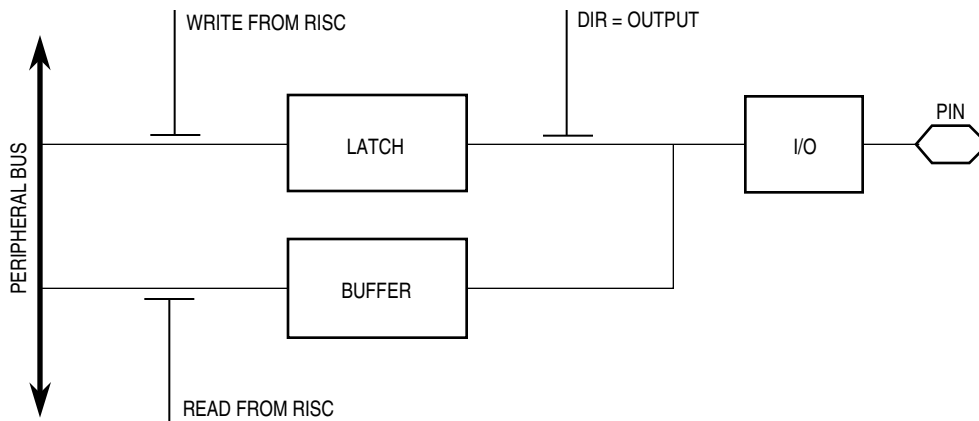 WRITE FROM RISC
DIR = OUTPUT
PIN
LATCH
I/O
PERIPHERAL BUS
BUFFER
READ FROM RISC